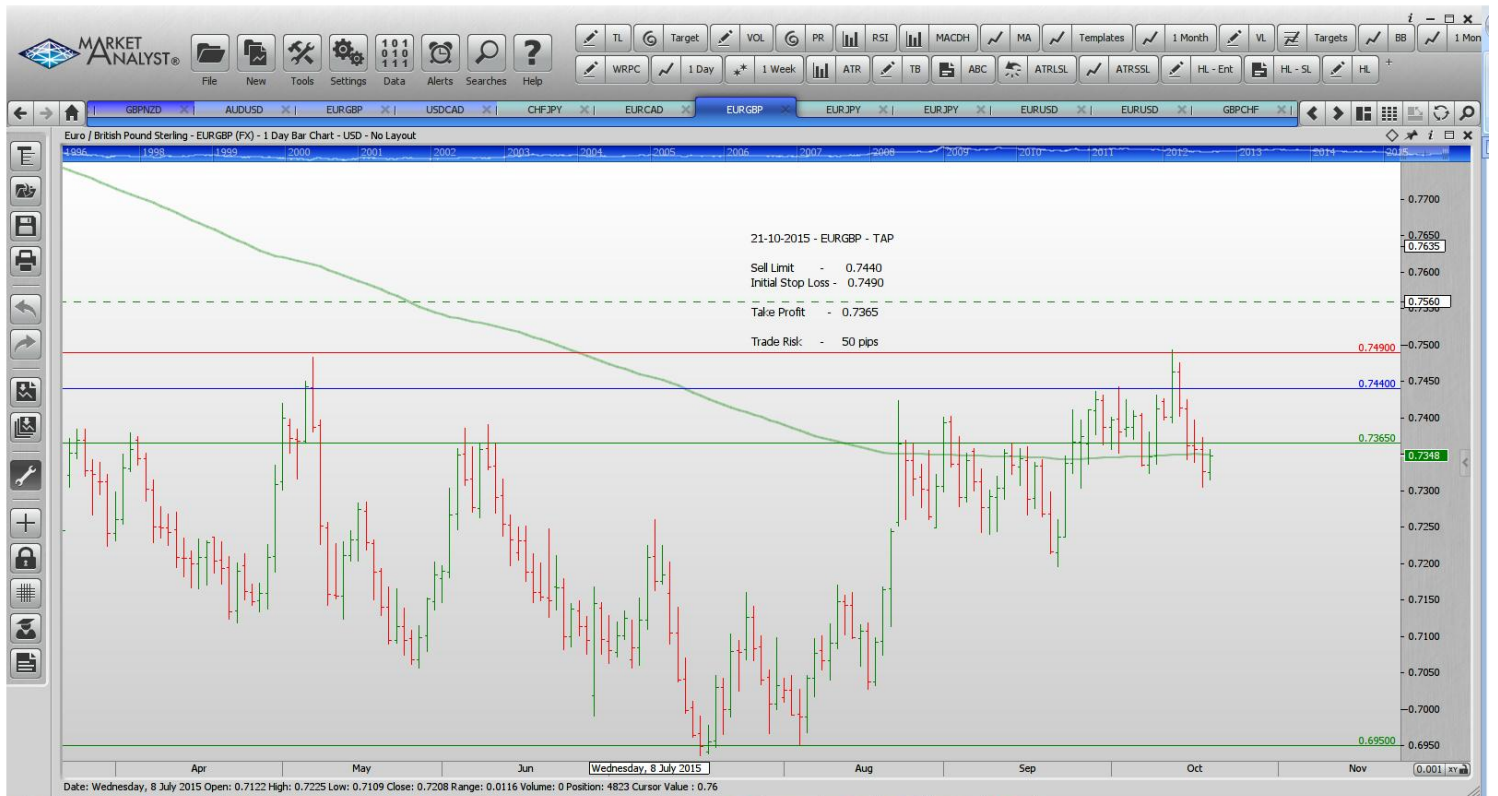 i
MARKET ANALYST®
File New Tools Settings Data Alerts Searches Help
101
010
111
TL Target VOL PR RSI MACDH MA Templates 1 Month VL Targets BB 1 Mon
WRPC 1 Day 1 Week ATR TB ABC ATRLSL ATRSSL HL - Ent HL - SL HL
GBPNZD AUDUSD EURGBP USDCAD CHFJPY EURCAD EURGBP EURJPY EURJPY EURUSD EURUSD GBPCHF
Euro / British Pound Sterling - EURGBP (FX) - 1 Day Bar Chart - USD - No Layout
1996 1998 1999 2000 2001 2002 2003 2004 2005 2006 2007 2008 2009 2010 2011 2012 2013 2014 2015
21-10-2015 - EURGBP - TAP
Sell Limit - 0.7440
Initial Stop Loss - 0.7490
Take Profit - 0.7365
Trade Risk - 50 pips
0.74900
0.74400
0.73650
0.69500
0.7700
0.7650
0.7635
0.7600
0.7560
0.7550
0.7500
0.7450
0.7400
0.7348
0.7300
0.7250
0.7200
0.7150
0.7100
0.7050
0.7000
0.6950
Apr May Jun Wednesday, 8 July 2015 Aug Sep Oct Nov 0.001 XY
Date: Wednesday, 8 July 2015 Open: 0.7122 High: 0.7225 Low: 0.7109 Close: 0.7208 Range: 0.0116 Volume: 0 Position: 4823 Cursor Value : 0.76